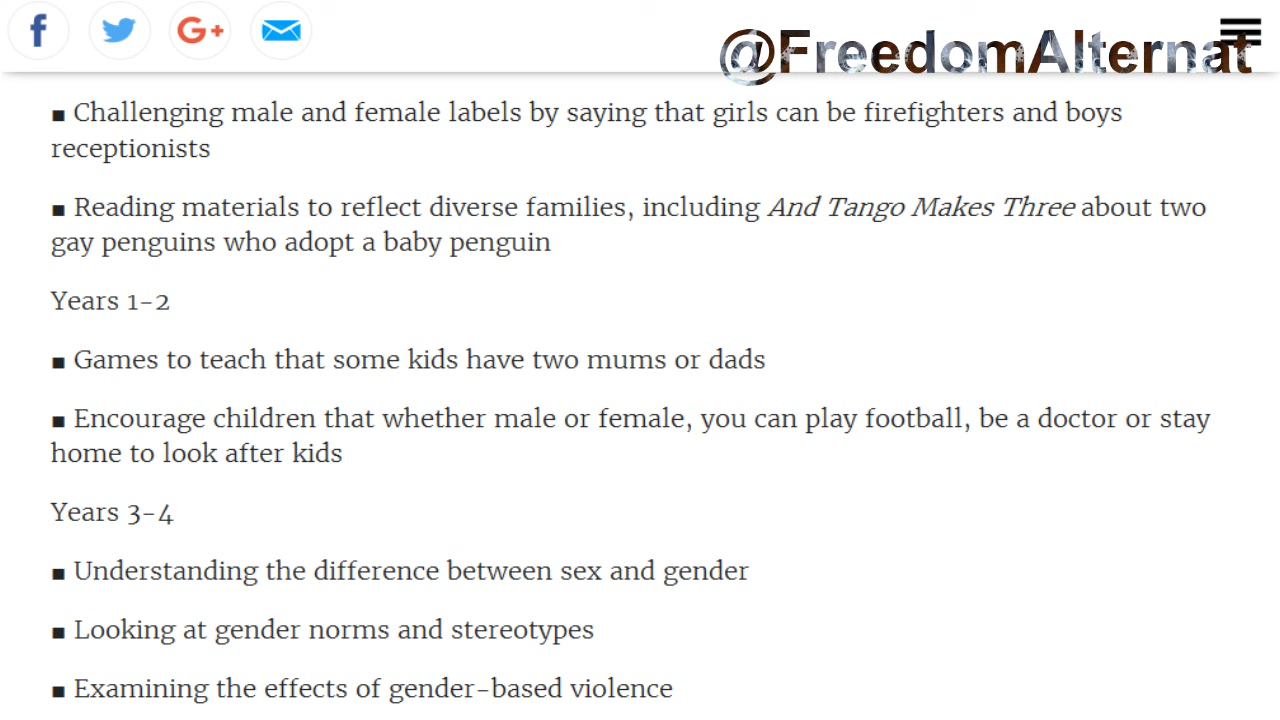 @FreedomAlternat
▪ Challenging male and female labels by saying that girls can be firefighters and boys
receptionists
▪ Reading materials to reflect diverse families, including And Tango Makes Three about two
gay penguins who adopt a baby penguin
Years 1-2
▪ Games to teach that some kids have two mums or dads
▪ Encourage children that whether male or female, you can play football, be a doctor or stay
home to look after kids
Years 3-4
▪ Understanding the difference between sex and gender
▪ Looking at gender norms and stereotypes
▪ Examining the effects of gender-based violence